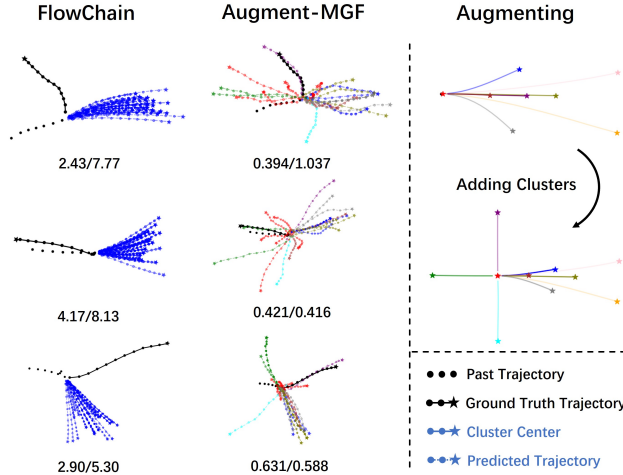 FlowChain
Augment-MGF
Augmenting
2.43/7.77
0.394/1.037
Adding Clusters
4.17/8.13
0.421/0.416
2.90/5.30
0.631/0.588
Past Trajectory
Ground Truth Trajectory
Cluster Center
Predicted Trajectory